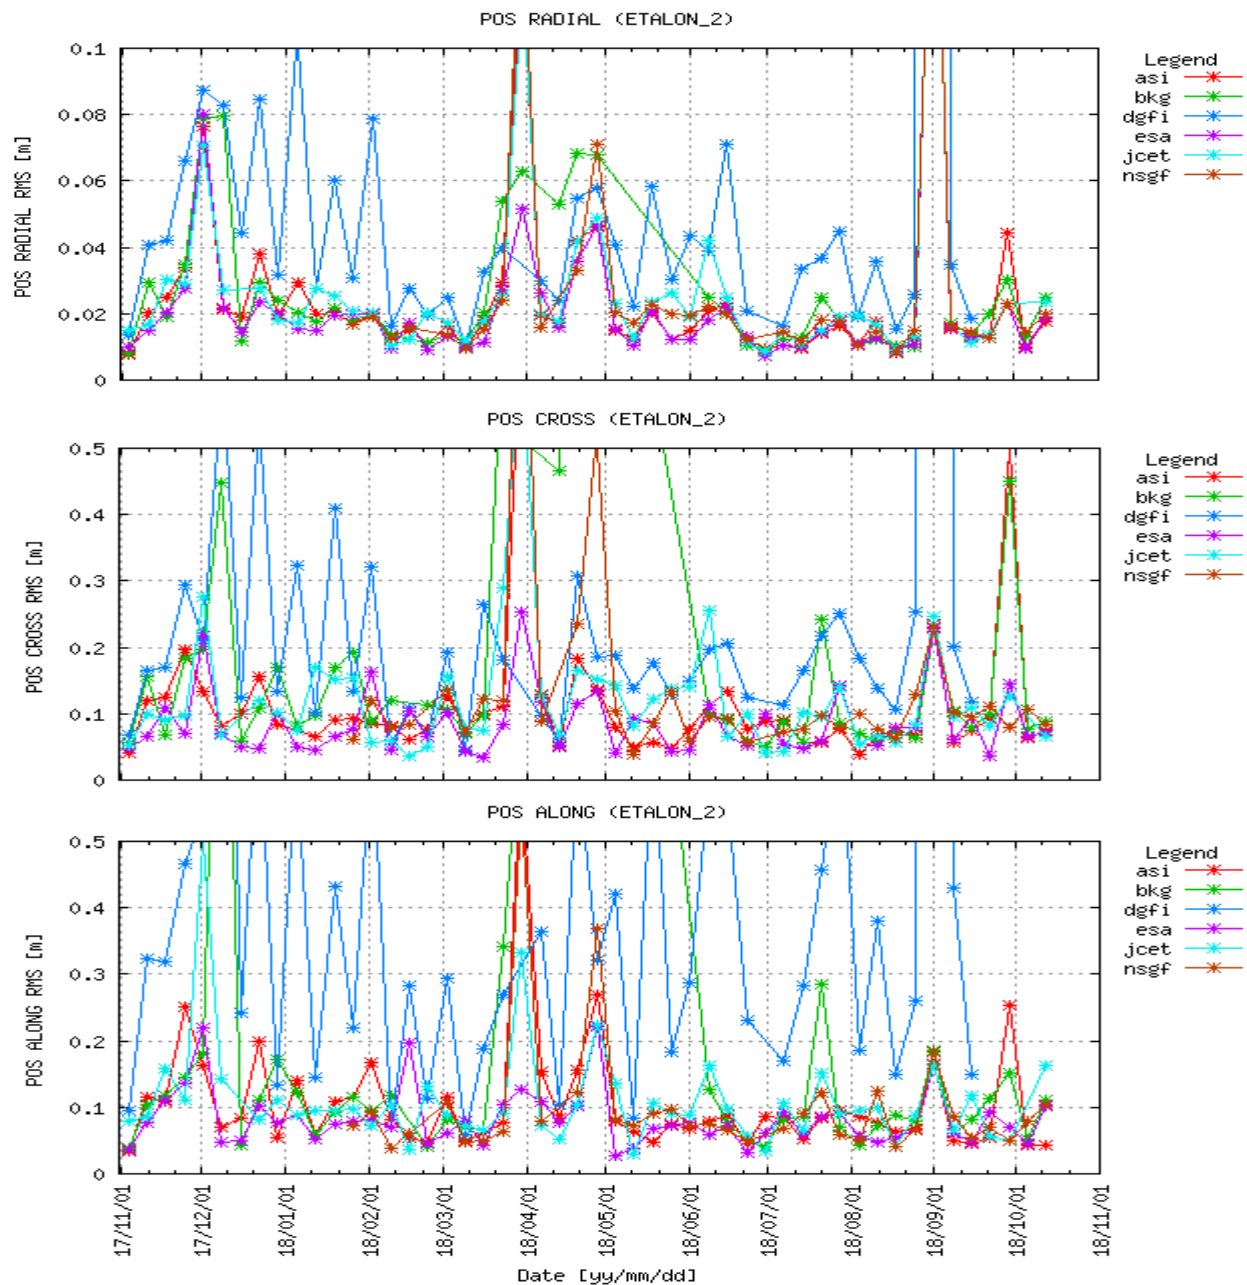 POS RADIAL (ETALON_2)
POS RADIAL RMS [m]
0.1
0.08
0.06
0.04
0.02
0
Legend
asi
bkg
dgfi
esa
jcet
nsgf
POS CROSS (ETALON_2)
POS CROSS RMS [m]
0.5
0.4
0.3
0.2
0.1
0
Legend
asi
bkg
dgfi
esa
jcet
nsgf
POS ALONG (ETALON_2)
POS ALONG RMS [m]
0.5
0.4
0.3
0.2
0.1
0
Legend
asi
bkg
dgfi
esa
jcet
nsgf
17/11/01
17/12/01
18/01/01
18/02/01
18/03/01
18/04/01
18/05/01
18/06/01
18/07/01
18/08/01
18/09/01
18/10/01
18/11/01
Date [yy/mm/dd]